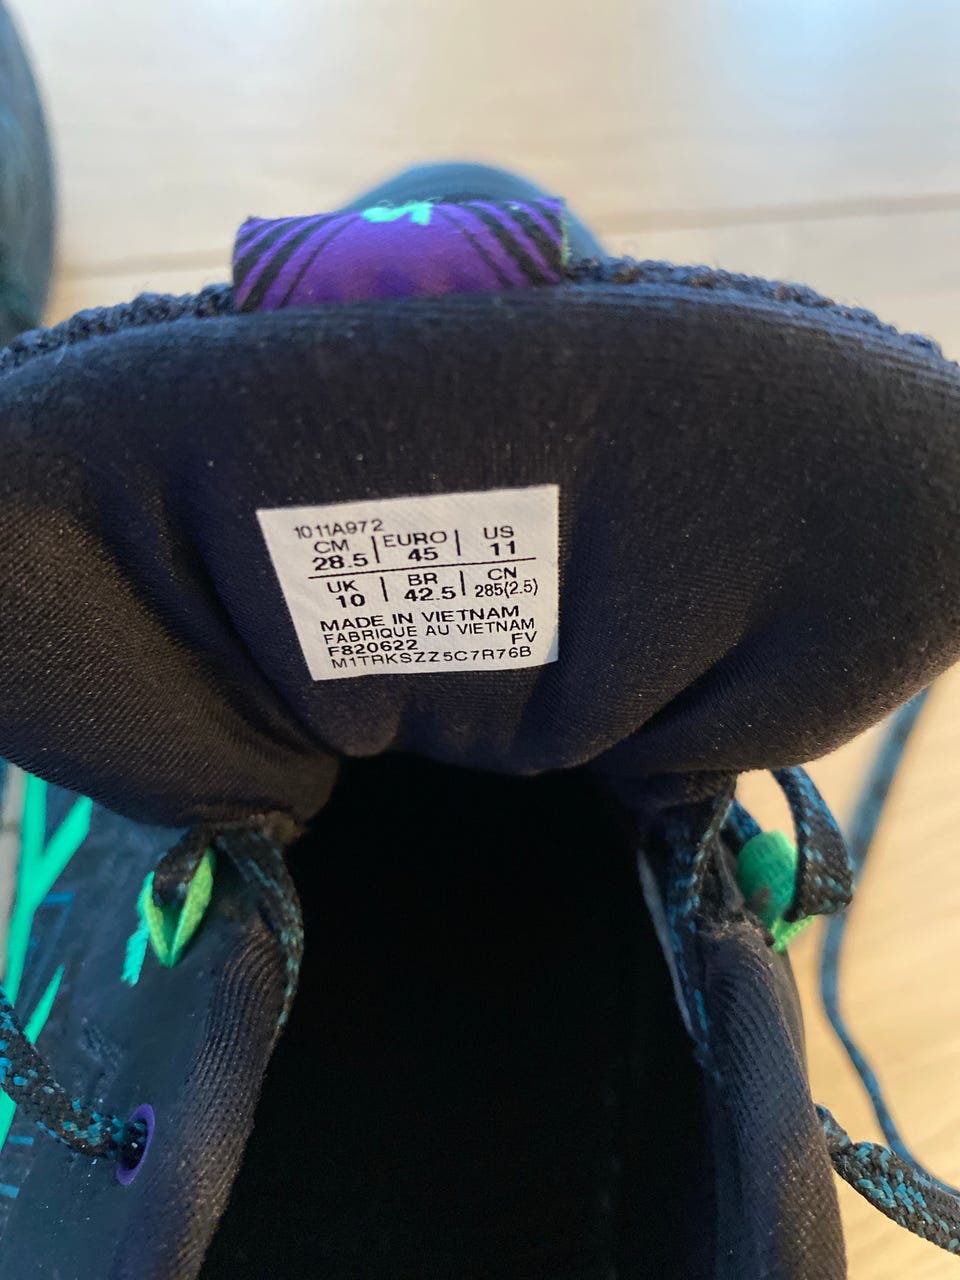 1011A972
CM EURO US
28.5 45 11
UK BR CN
10 42.5 285(2.5)
MADE IN VIETNAM
FABRIQUE AU VIETNAM
F820622 FV
M1TRKSZZ5C7R76B